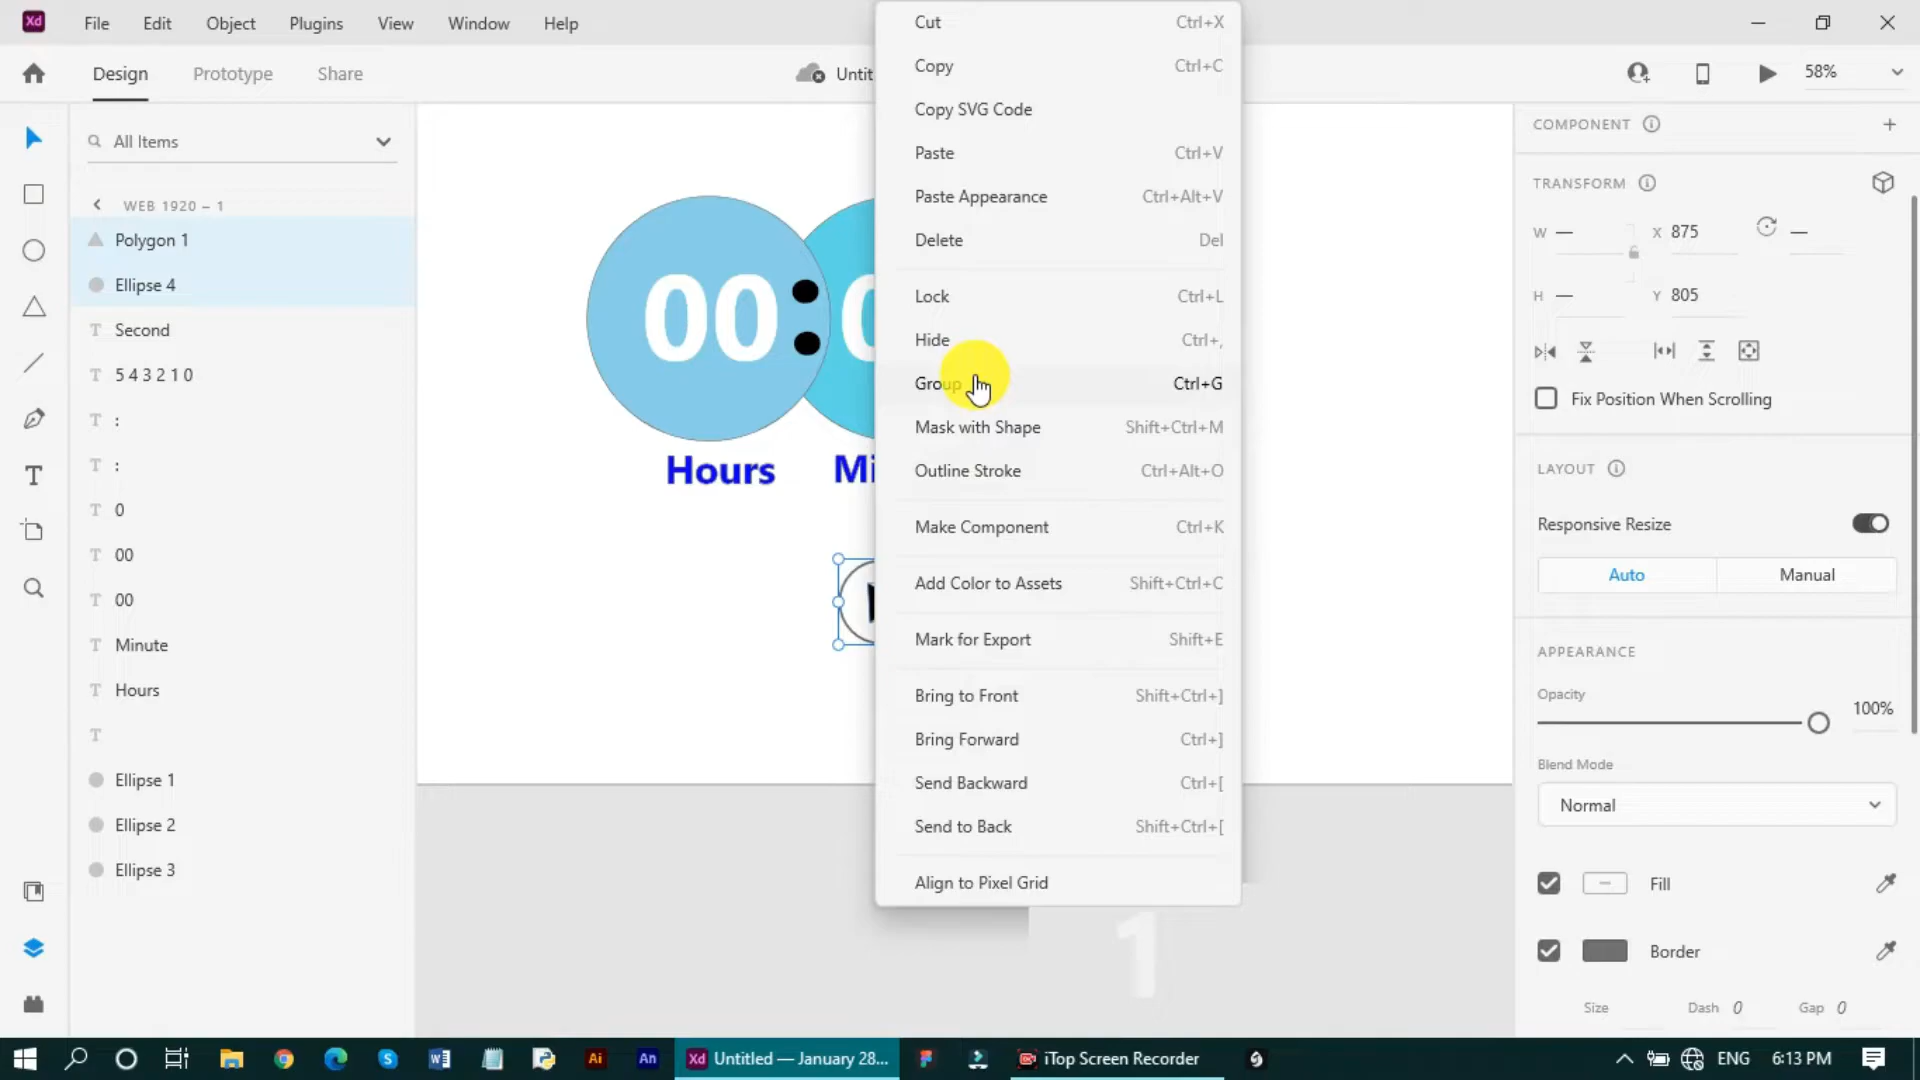 Xd File Edit Object Plugins View Window Help
Design Prototype Share
Untit
58%
All Items
WEB 1920 – 1
Polygon 1
Ellipse 4
T Second
T 5 4 3 2 1 0
T :
T :
T 0
T 00
T 00
T Minute
T Hours
T
Ellipse 1
Ellipse 2
Ellipse 3
00:0
Hours Mi
1
Cut Ctrl+X
Copy Ctrl+C
Copy SVG Code
Paste Ctrl+V
Paste Appearance Ctrl+Alt+V
Delete Del
Lock Ctrl+L
Hide Ctrl+,
Group Ctrl+G
Mask with Shape Shift+Ctrl+M
Outline Stroke Ctrl+Alt+O
Make Component Ctrl+K
Add Color to Assets Shift+Ctrl+C
Mark for Export Shift+E
Bring to Front Shift+Ctrl+]
Bring Forward Ctrl+]
Send Backward Ctrl+[
Send to Back Shift+Ctrl+[
Align to Pixel Grid
COMPONENT
TRANSFORM
W — X 875 —
H — Y 805
Fix Position When Scrolling
LAYOUT
Responsive Resize
Auto Manual
APPEARANCE
Opacity
100%
Blend Mode
Normal
Fill
Border
Size Dash 0 Gap 0
Ai An Xd Untitled — January 28... iTop Screen Recorder ENG 6:13 PM